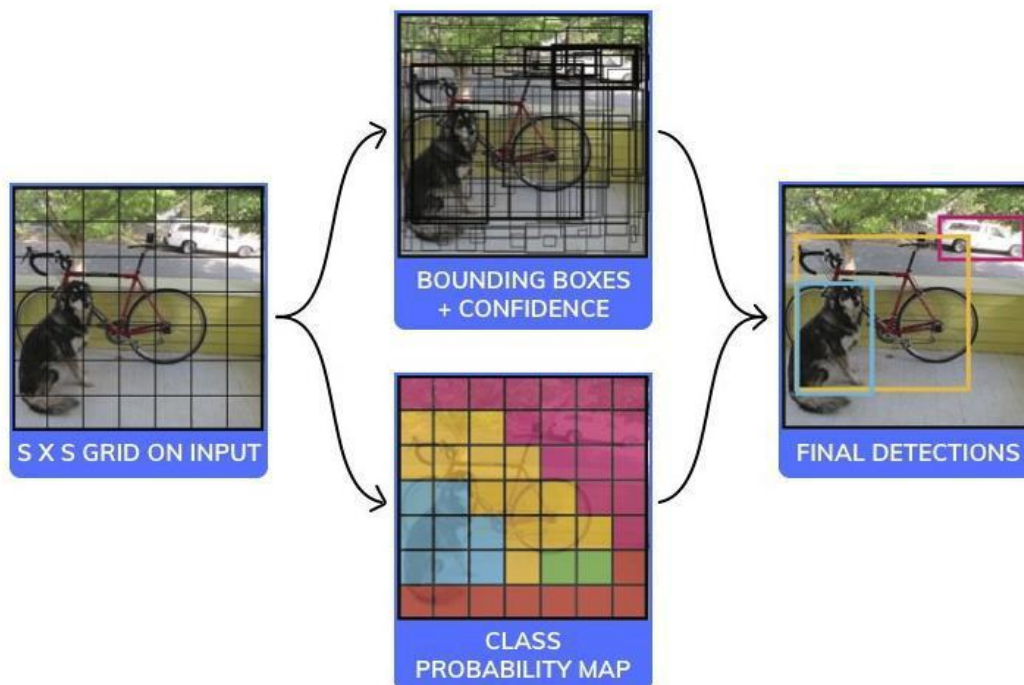 BOUNDING BOXES
+ CONFIDENCE
S X S GRID ON INPUT
FINAL DETECTIONS
CLASS
PROBABILITY MAP